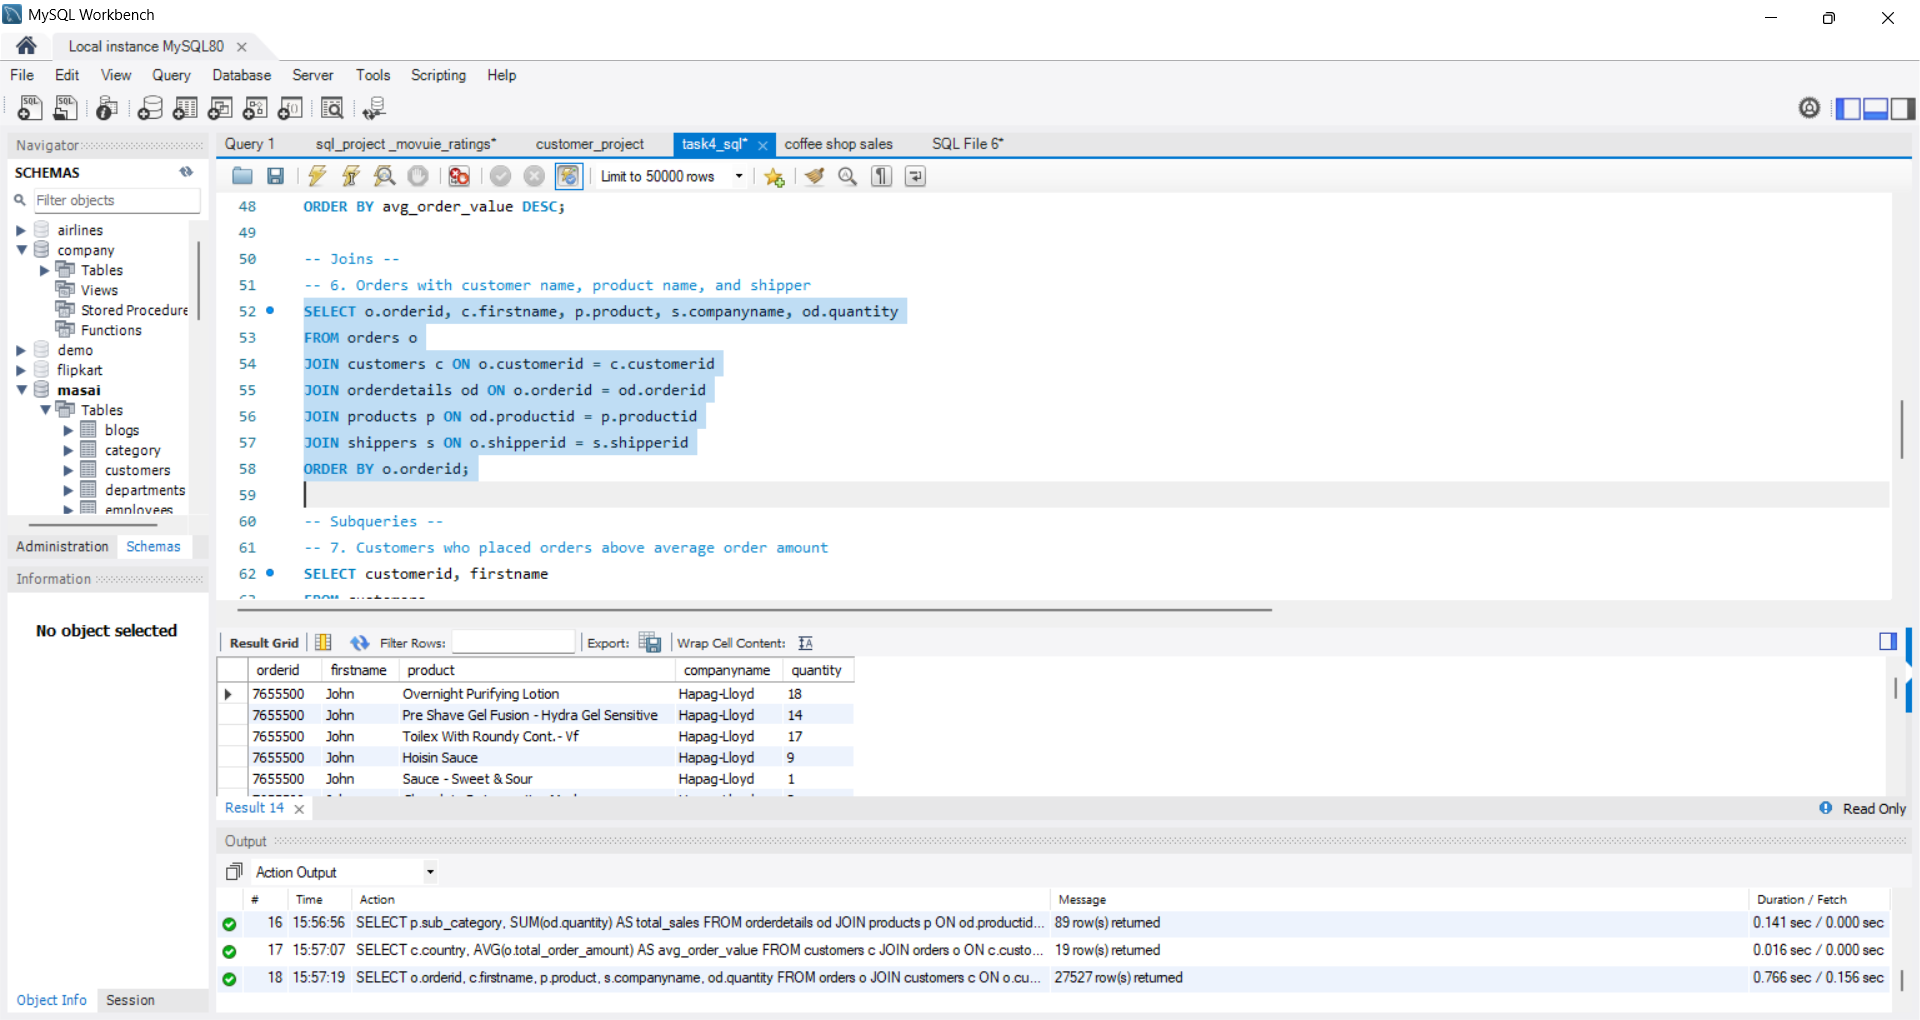 MySQL Workbench
Local instance MySQL80
File Edit View Query Database Server Tools Scripting Help
Navigator
SCHEMAS
Filter objects
airlines
company
Tables
Views
Stored Procedure
Functions
demo
flipkart
masai
Tables
blogs
category
customers
departments
employees
Administration Schemas
Information
No object selected
Object Info Session
Query 1 sql_project _movuie_ratings* customer_project task4_sql* coffee shop sales SQL File 6*
Limit to 50000 rows
48 ORDER BY avg_order_value DESC;
49
50 -- Joins --
51 -- 6. Orders with customer name, product name, and shipper
52 SELECT o.orderid, c.firstname, p.product, s.companyname, od.quantity
53 FROM orders o
54 JOIN customers c ON o.customerid = c.customerid
55 JOIN orderdetails od ON o.orderid = od.orderid
56 JOIN products p ON od.productid = p.productid
57 JOIN shippers s ON o.shipperid = s.shipperid
58 ORDER BY o.orderid;
59
60 -- Subqueries --
61 -- 7. Customers who placed orders above average order amount
62 SELECT customerid, firstname
63 FROM customers
Result Grid Filter Rows: Export: Wrap Cell Content:
orderid firstname product companyname quantity
7655500 John Overnight Purifying Lotion Hapag-Lloyd 18
7655500 John Pre Shave Gel Fusion - Hydra Gel Sensitive Hapag-Lloyd 14
7655500 John Toilex With Roundy Cont.- Vf Hapag-Lloyd 17
7655500 John Hoisin Sauce Hapag-Lloyd 9
7655500 John Sauce - Sweet & Sour Hapag-Lloyd 1
Result 14 Read Only
Output
Action Output
# Time Action Message Duration / Fetch
16 15:56:56 SELECT p.sub_category, SUM(od.quantity) AS total_sales FROM orderdetails od JOIN products p ON od.productid... 89 row(s) returned 0.141 sec / 0.000 sec
17 15:57:07 SELECT c.country, AVG(o.total_order_amount) AS avg_order_value FROM customers c JOIN orders o ON c.custo... 19 row(s) returned 0.016 sec / 0.000 sec
18 15:57:19 SELECT o.orderid, c.firstname, p.product, s.companyname, od.quantity FROM orders o JOIN customers c ON o.cu... 27527 row(s) returned 0.766 sec / 0.156 sec